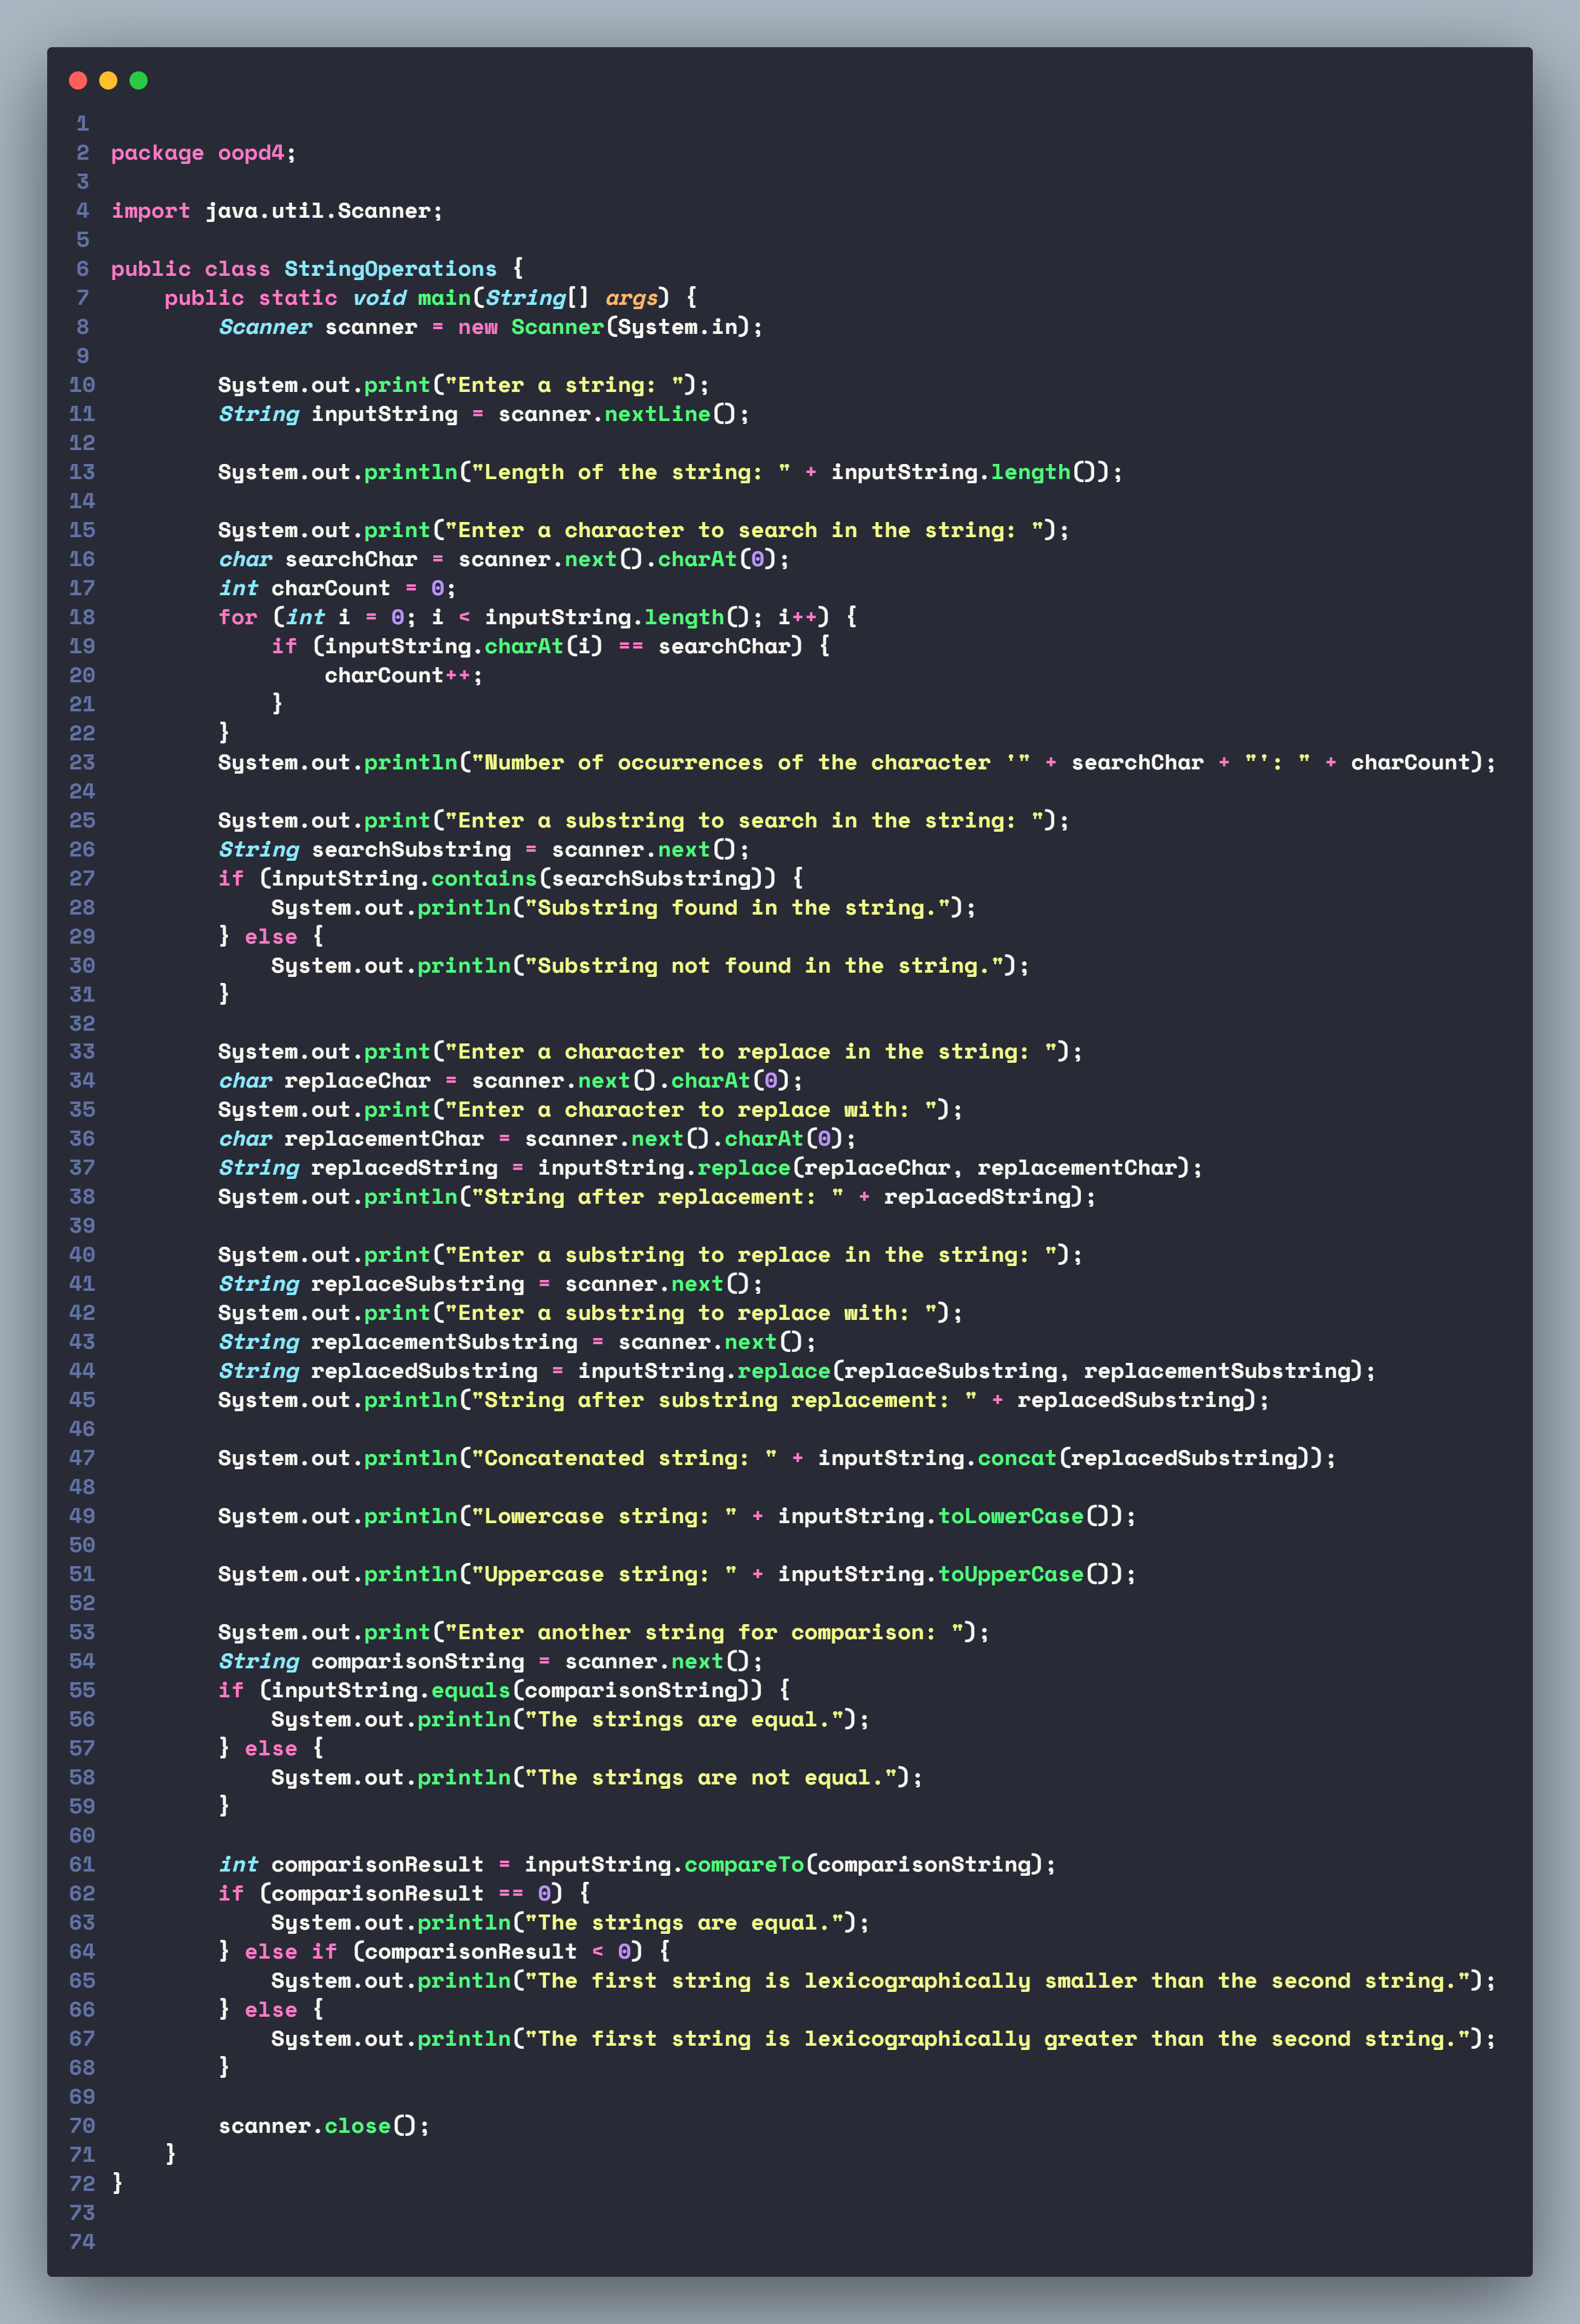 1
2 package oopd4;
3
4 import java.util.Scanner;
5
6 public class StringOperations {
7     public static void main(String[] args) {
8         Scanner scanner = new Scanner(System.in);
9
10         System.out.print("Enter a string: ");
11         String inputString = scanner.nextLine();
12
13         System.out.println("Length of the string: " + inputString.length());
14
15         System.out.print("Enter a character to search in the string: ");
16         char searchChar = scanner.next().charAt(0);
17         int charCount = 0;
18         for (int i = 0; i < inputString.length(); i++) {
19             if (inputString.charAt(i) == searchChar) {
20                 charCount++;
21             }
22         }
23         System.out.println("Number of occurrences of the character '" + searchChar + "': " + charCount);
24
25         System.out.print("Enter a substring to search in the string: ");
26         String searchSubstring = scanner.next();
27         if (inputString.contains(searchSubstring)) {
28             System.out.println("Substring found in the string.");
29         } else {
30             System.out.println("Substring not found in the string.");
31         }
32
33         System.out.print("Enter a character to replace in the string: ");
34         char replaceChar = scanner.next().charAt(0);
35         System.out.print("Enter a character to replace with: ");
36         char replacementChar = scanner.next().charAt(0);
37         String replacedString = inputString.replace(replaceChar, replacementChar);
38         System.out.println("String after replacement: " + replacedString);
39
40         System.out.print("Enter a substring to replace in the string: ");
41         String replaceSubstring = scanner.next();
42         System.out.print("Enter a substring to replace with: ");
43         String replacementSubstring = scanner.next();
44         String replacedSubstring = inputString.replace(replaceSubstring, replacementSubstring);
45         System.out.println("String after substring replacement: " + replacedSubstring);
46
47         System.out.println("Concatenated string: " + inputString.concat(replacedSubstring));
48
49         System.out.println("Lowercase string: " + inputString.toLowerCase());
50
51         System.out.println("Uppercase string: " + inputString.toUpperCase());
52
53         System.out.print("Enter another string for comparison: ");
54         String comparisonString = scanner.next();
55         if (inputString.equals(comparisonString)) {
56             System.out.println("The strings are equal.");
57         } else {
58             System.out.println("The strings are not equal.");
59         }
60
61         int comparisonResult = inputString.compareTo(comparisonString);
62         if (comparisonResult == 0) {
63             System.out.println("The strings are equal.");
64         } else if (comparisonResult < 0) {
65             System.out.println("The first string is lexicographically smaller than the second string.");
66         } else {
67             System.out.println("The first string is lexicographically greater than the second string.");
68         }
69
70         scanner.close();
71     }
72 }
73
74